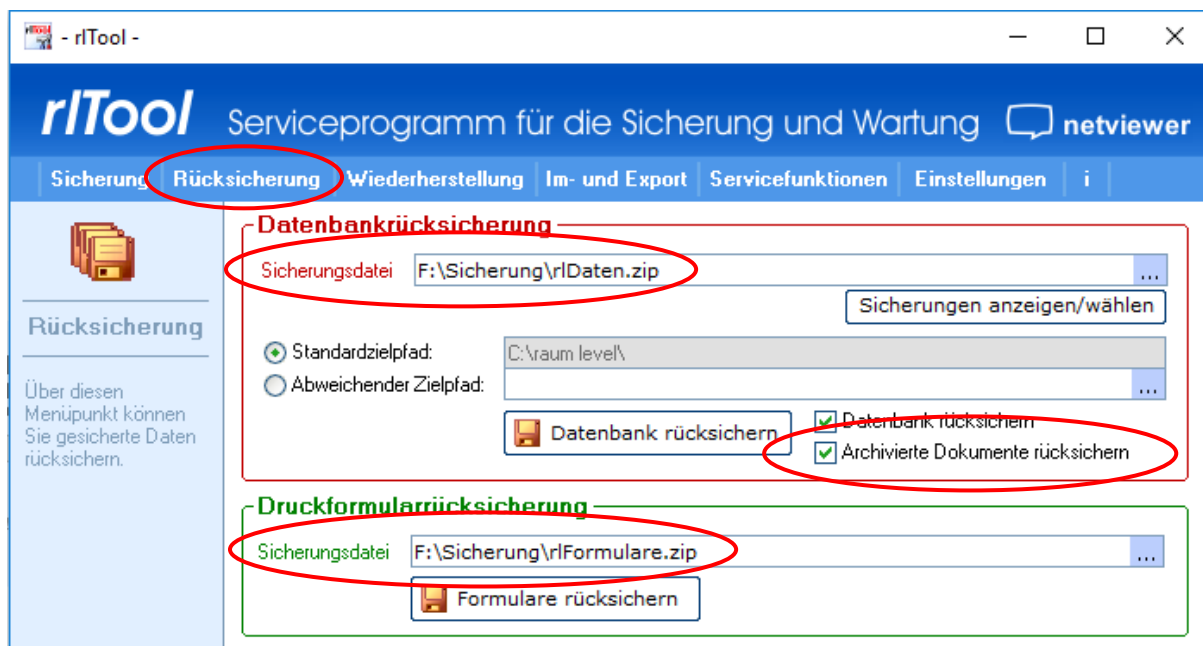 - rlTool -
rlTool Serviceprogramm für die Sicherung und Wartung netviewer
Sicherung Rücksicherung Wiederherstellung Im- und Export Servicefunktionen Einstellungen i
Rücksicherung
Über diesen
Menüpunkt können
Sie gesicherte Daten
rücksichern.
Datenbankrücksicherung
Sicherungsdatei F:\Sicherung\rlDaten.zip ...
Sicherungen anzeigen/wählen
Standardzielpfad: C:\raum level\
Abweichender Zielpfad: ...
Datenbank rücksichern
Datenbank rücksichern
Archivierte Dokumente rücksichern
Druckformularrücksicherung
Sicherungsdatei F:\Sicherung\rlFormulare.zip ...
Formulare rücksichern